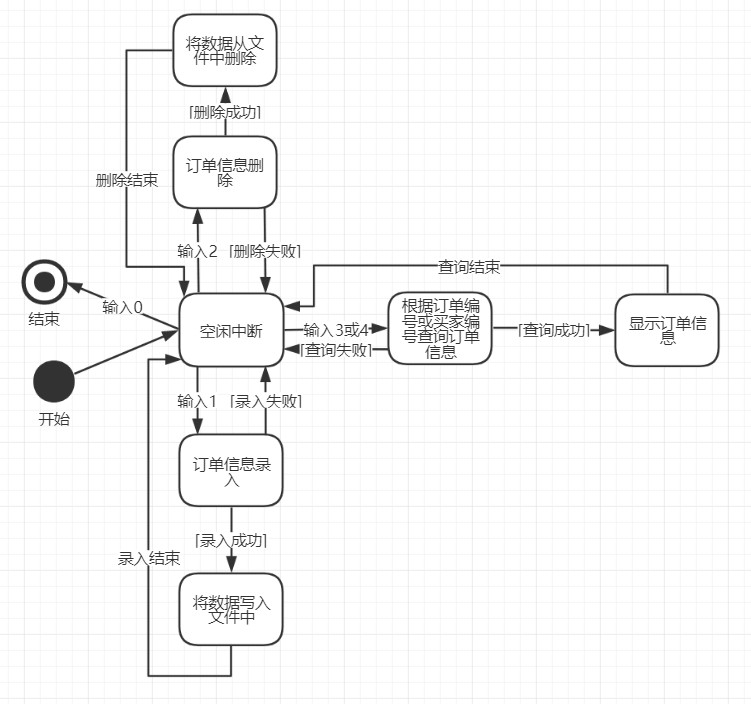 将数据从文
件中删除
[删除成功]
订单信息删
除
删除结束
输入2
[删除失败]
查询结束
输入0
结束
空闲中断
输入3或4
[查询失败]
根据订单编
号或买家编
号查询订单
信息
[查询成功]
显示订单信
息
开始
输入1
[录入失败]
订单信息录
入
[录入成功]
录入结束
将数据写入
文件中